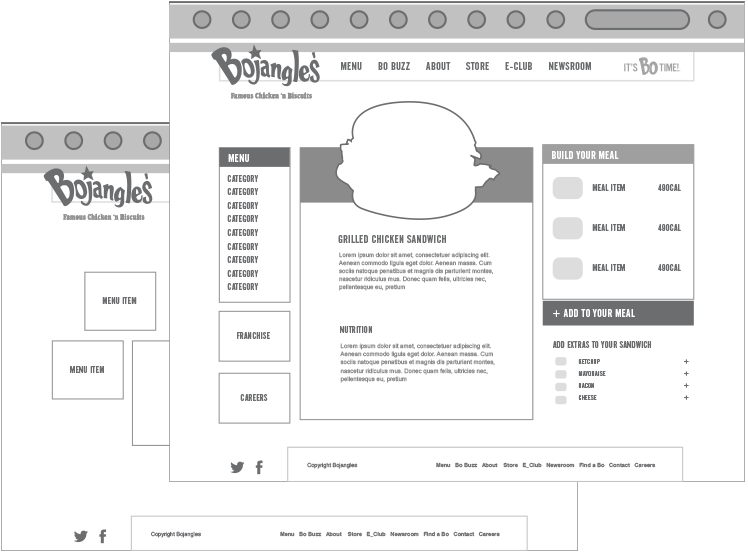 Bojangles'
Famous Chicken 'n Biscuits
MENU BO BUZZ ABOUT STORE E-CLUB NEWSROOM
IT'S Bo TIME!
MENU
CATEGORY
CATEGORY
CATEGORY
CATEGORY
CATEGORY
CATEGORY
CATEGORY
CATEGORY
CATEGORY
FRANCHISE
CAREERS
GRILLED CHICKEN SANDWICH
Lorem ipsum dolor sit amet, consectetuer adipiscing elit.
Aenean commodo ligula eget dolor. Aenean massa. Cum
sociis natoque penatibus et magnis dis parturient montes,
nascetur ridiculus mus. Donec quam felis, ultricies nec,
pellentesque eu, pretium
NUTRITION
Lorem ipsum dolor sit amet, consectetuer adipiscing elit.
Aenean commodo ligula eget dolor. Aenean massa. Cum
sociis natoque penatibus et magnis dis parturient montes,
nascetur ridiculus mus. Donec quam felis, ultricies nec,
pellentesque eu, pretium
BUILD YOUR MEAL
MEAL ITEM 490CAL
MEAL ITEM 490CAL
MEAL ITEM 490CAL
+ ADD TO YOUR MEAL
ADD EXTRAS TO YOUR SANDWICH
KETCHUP +
MAYONAISE +
BACON +
CHEESE +
Copyright Bojangles Menu Bo Buzz About Store E_Club Newsroom Find a Bo Contact Careers
Bojangles'
Famous Chicken 'n Biscuits
MENU ITEM
MENU ITEM
Copyright Bojangles Menu Bo Buzz About Store E_Club Newsroom Find a Bo Contact Careers